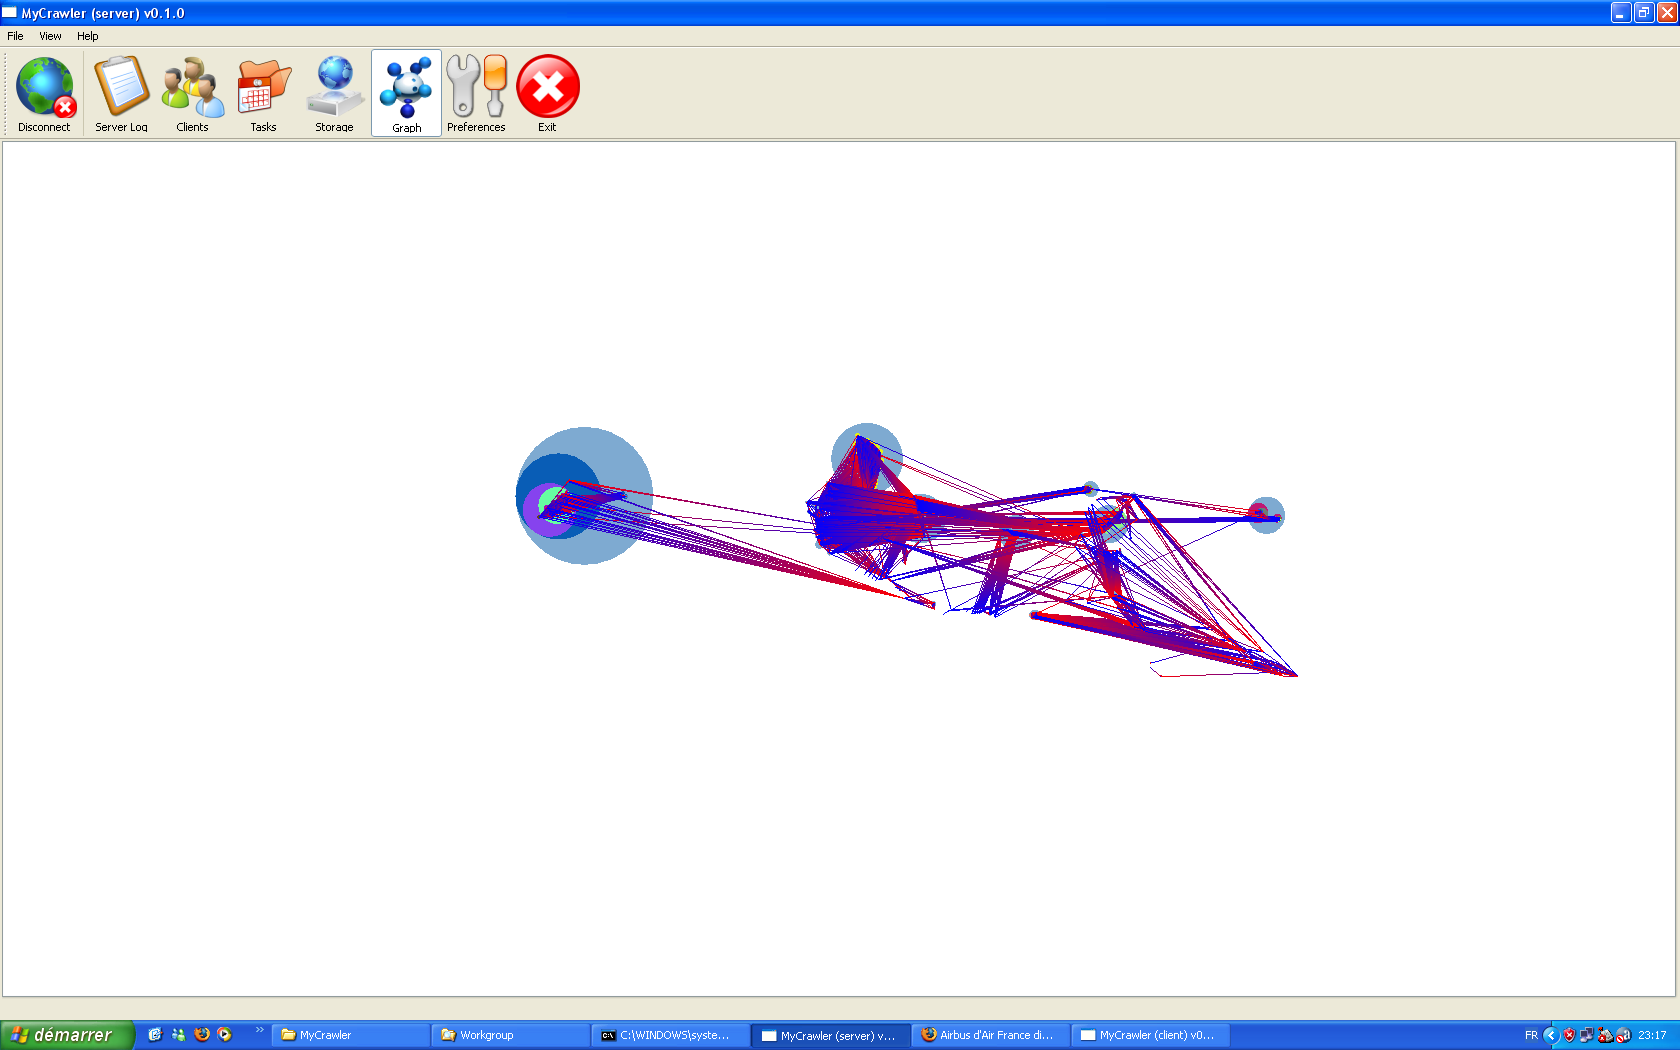 MyCrawler (server) v0.1.0
File View Help
Disconnect Server Log Clients Tasks Storage Graph Preferences Exit
démarrer MyCrawler Workgroup C:\WINDOWS\syste... MyCrawler (server) v... Airbus d'Air France di... MyCrawler (client) v0... FR 23:17